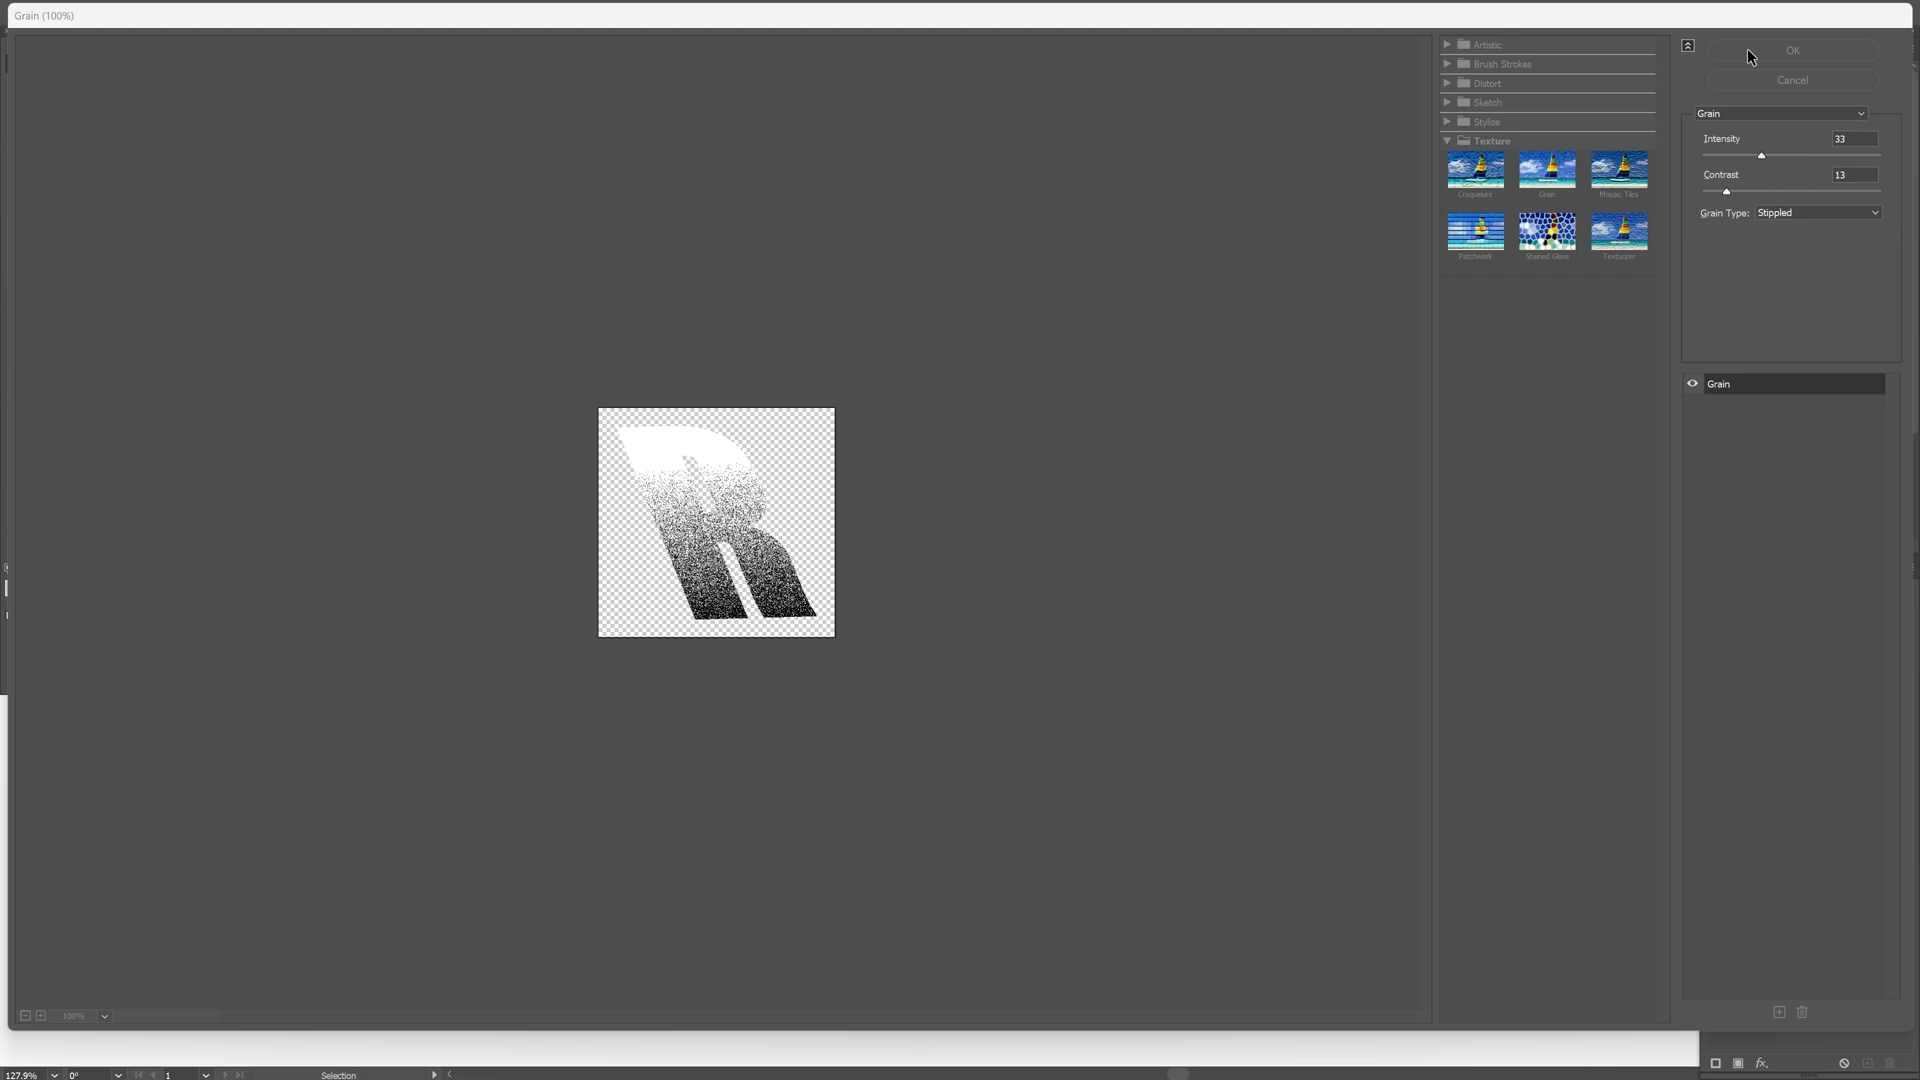 Grain (100%)
Artistic
Brush Strokes
Distort
Sketch
Stylize
Texture
Craquelure
Grain
Mosaic Tiles
Patchwork
Stained Glass
Texturizer
OK
Cancel
Grain
Intensity
33
Contrast
13
Grain Type: Stippled
Grain
R
100%
127.9%
0°
1
Selection
fx